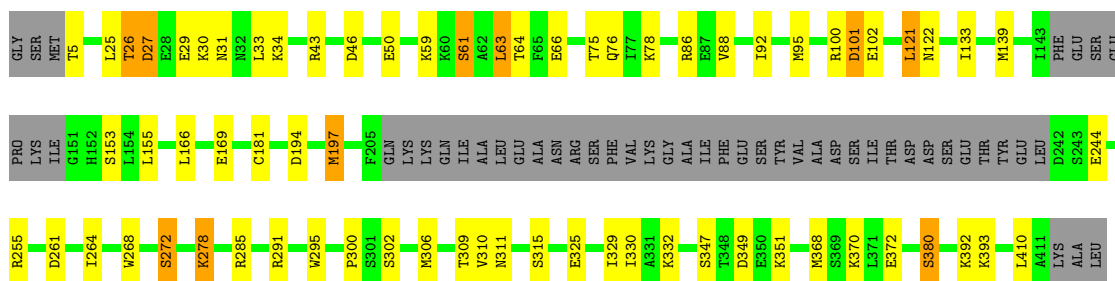 GLY SER MET T5 L25 T26 D27 E28 E29 K30 N31 N32 L33 K34 R43 D46 E50 K59 K60 S61 A62 L63 T64 F65 E66 T75 Q76 I77 K78 R86 E87 V88 I92 M95 R100 D101 E102 L121 N122 I133 M139 I143 PHE GLU SER GLU
PRO LYS ILE G151 H152 S153 L154 L155 L166 E169 C181 D194 M197 F205 GLN LYS LYS GLN ILE ALA LEU GLU ALA ASN ARG SER PHE VAL LYS GLY ALA ILE PHE GLU SER TYR VAL ALA ASP SER ILE THR ASP ASP SER GLU THR TYR GLU LEU D242 S243 E244
R255 D261 I264 W268 S272 K278 R285 R291 W295 P300 S301 S302 M306 T309 V310 N311 S315 E325 I329 I330 A331 K332 S347 T348 D349 E350 K351 M368 S369 K370 L371 E372 S380 K392 K393 L410 A411 LYS ALA LEU